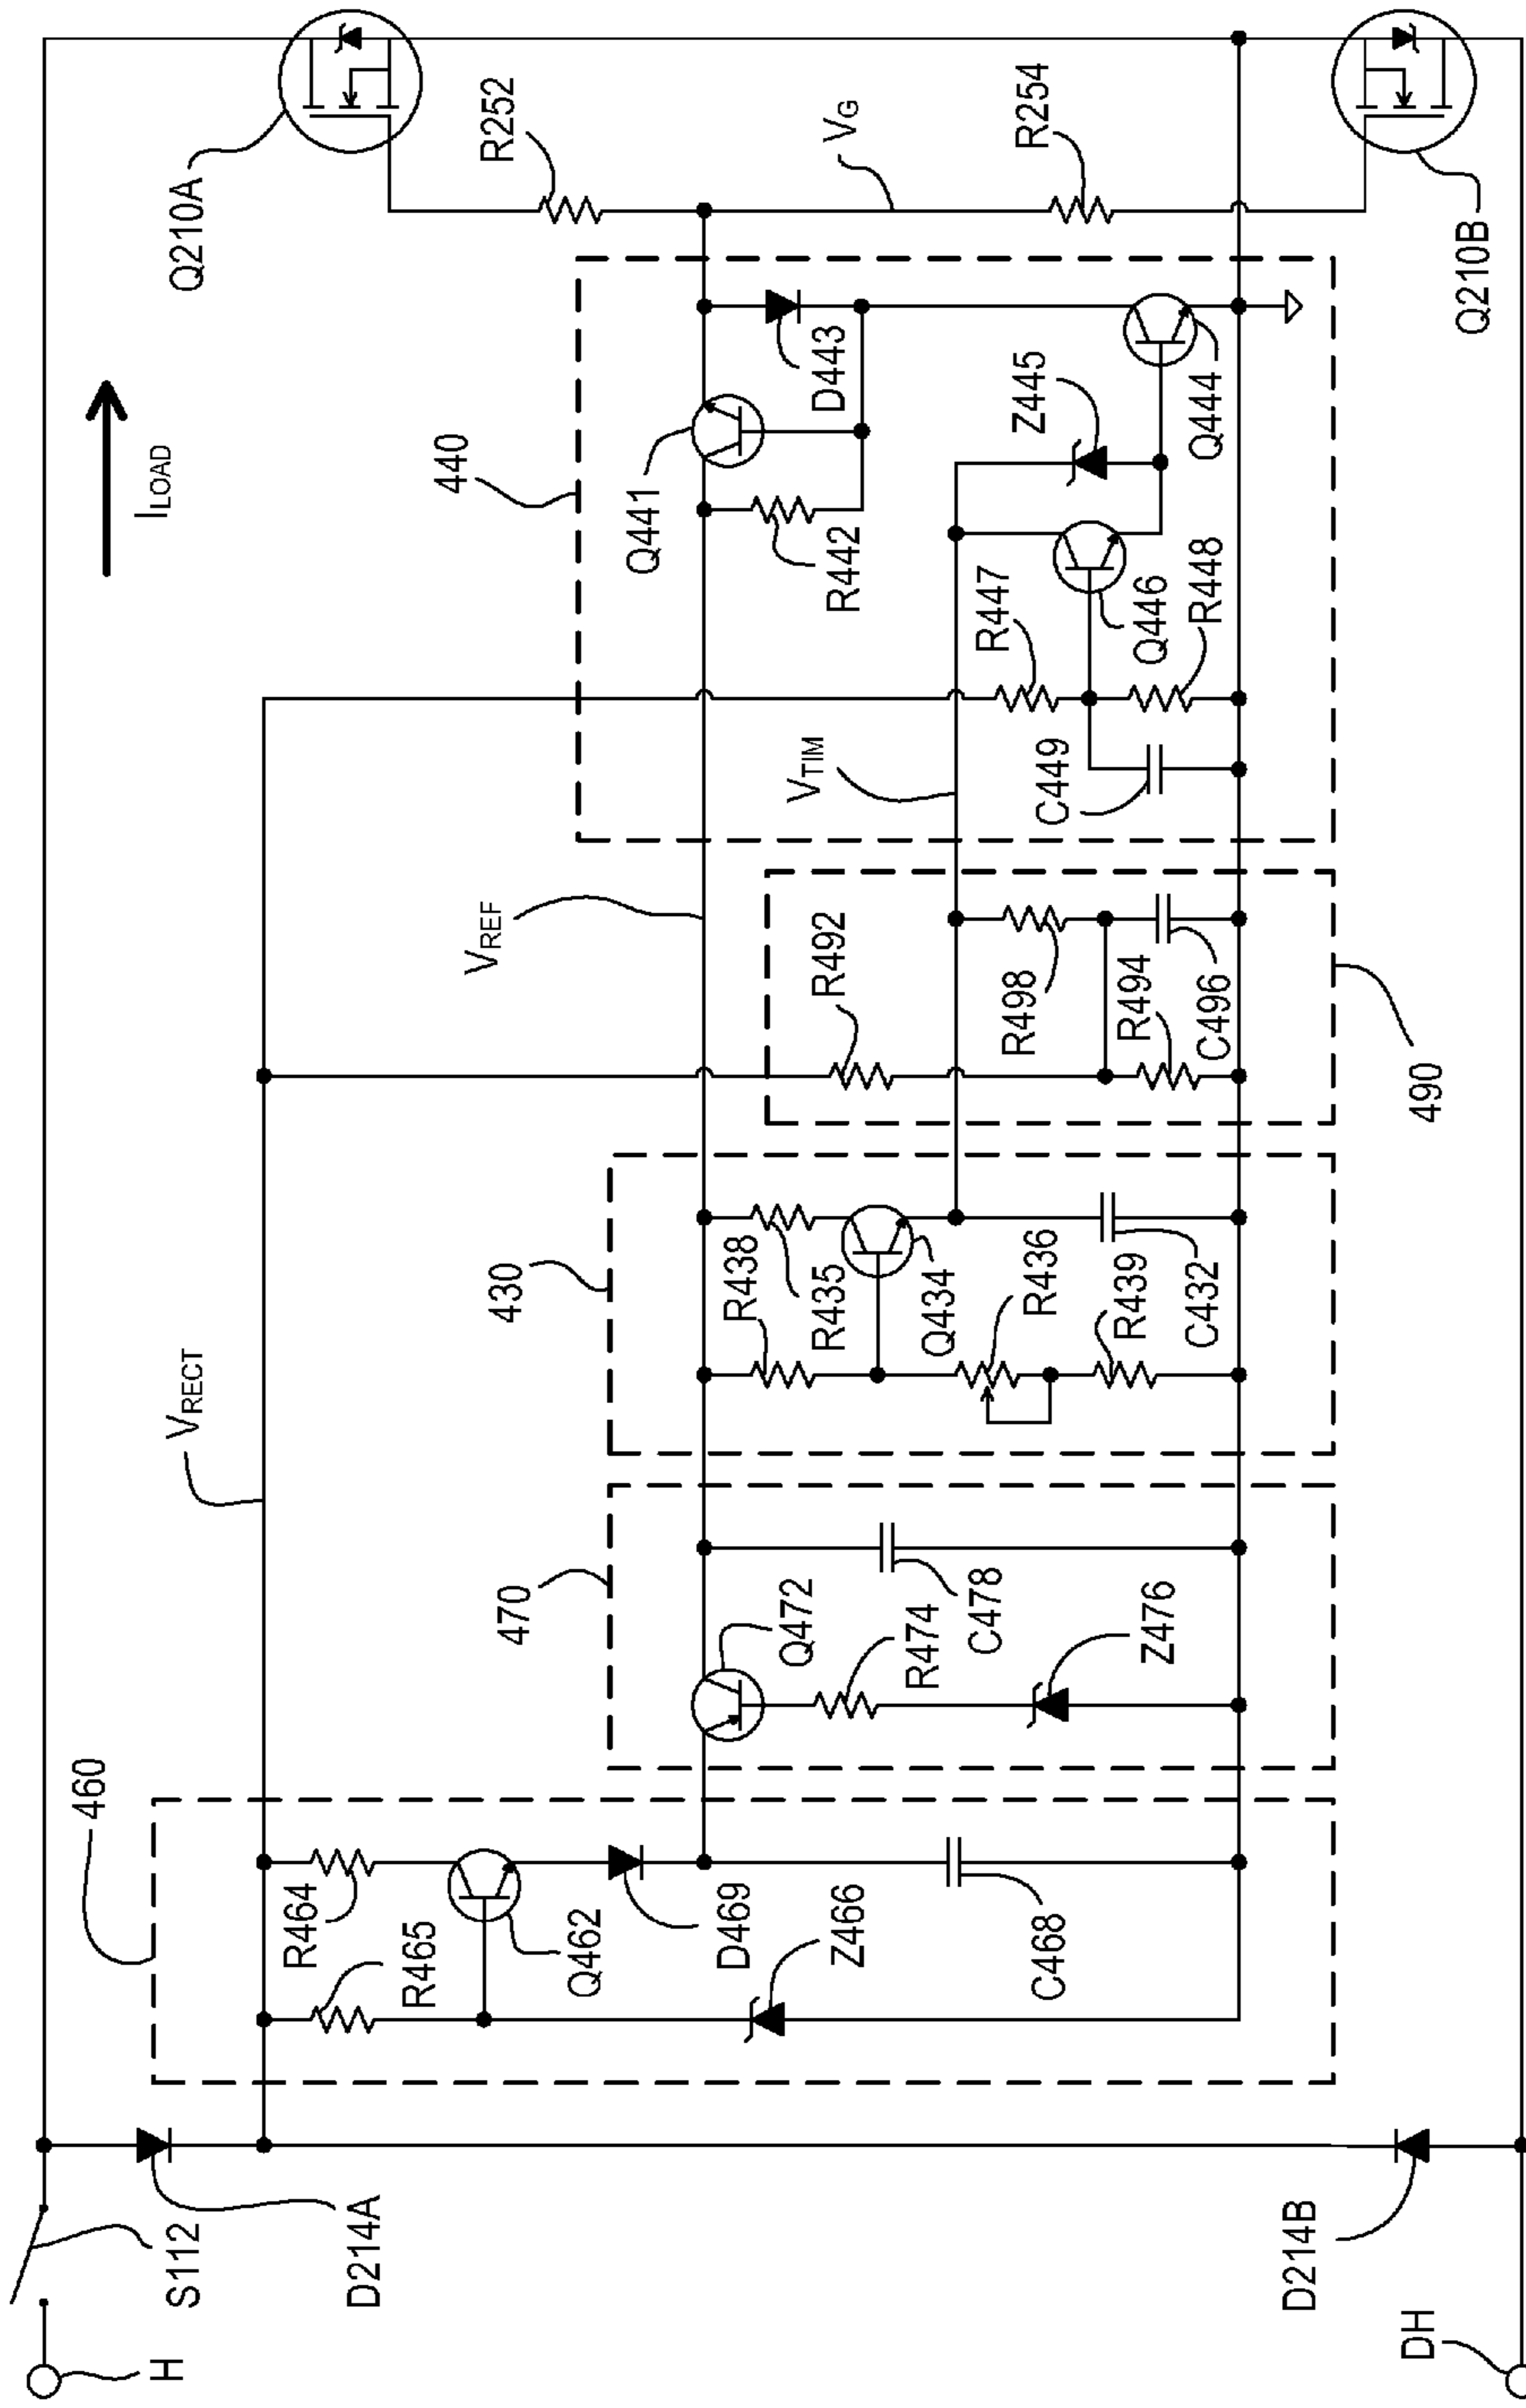 Q210A
R252
VG
R254
Q210B
ILOAD
440
Q441
R442
D443
Z445
Q444
R447
Q446
R448
C449
VTIM
VREF
R492
R498
R494
C496
490
430
R438
R435
Q434
R436
R439
C432
VRECT
470
Q472
R474
C478
Z476
460
R464
R465
Q462
D469
Z466
C468
S112
D214A
D214B
H
DH